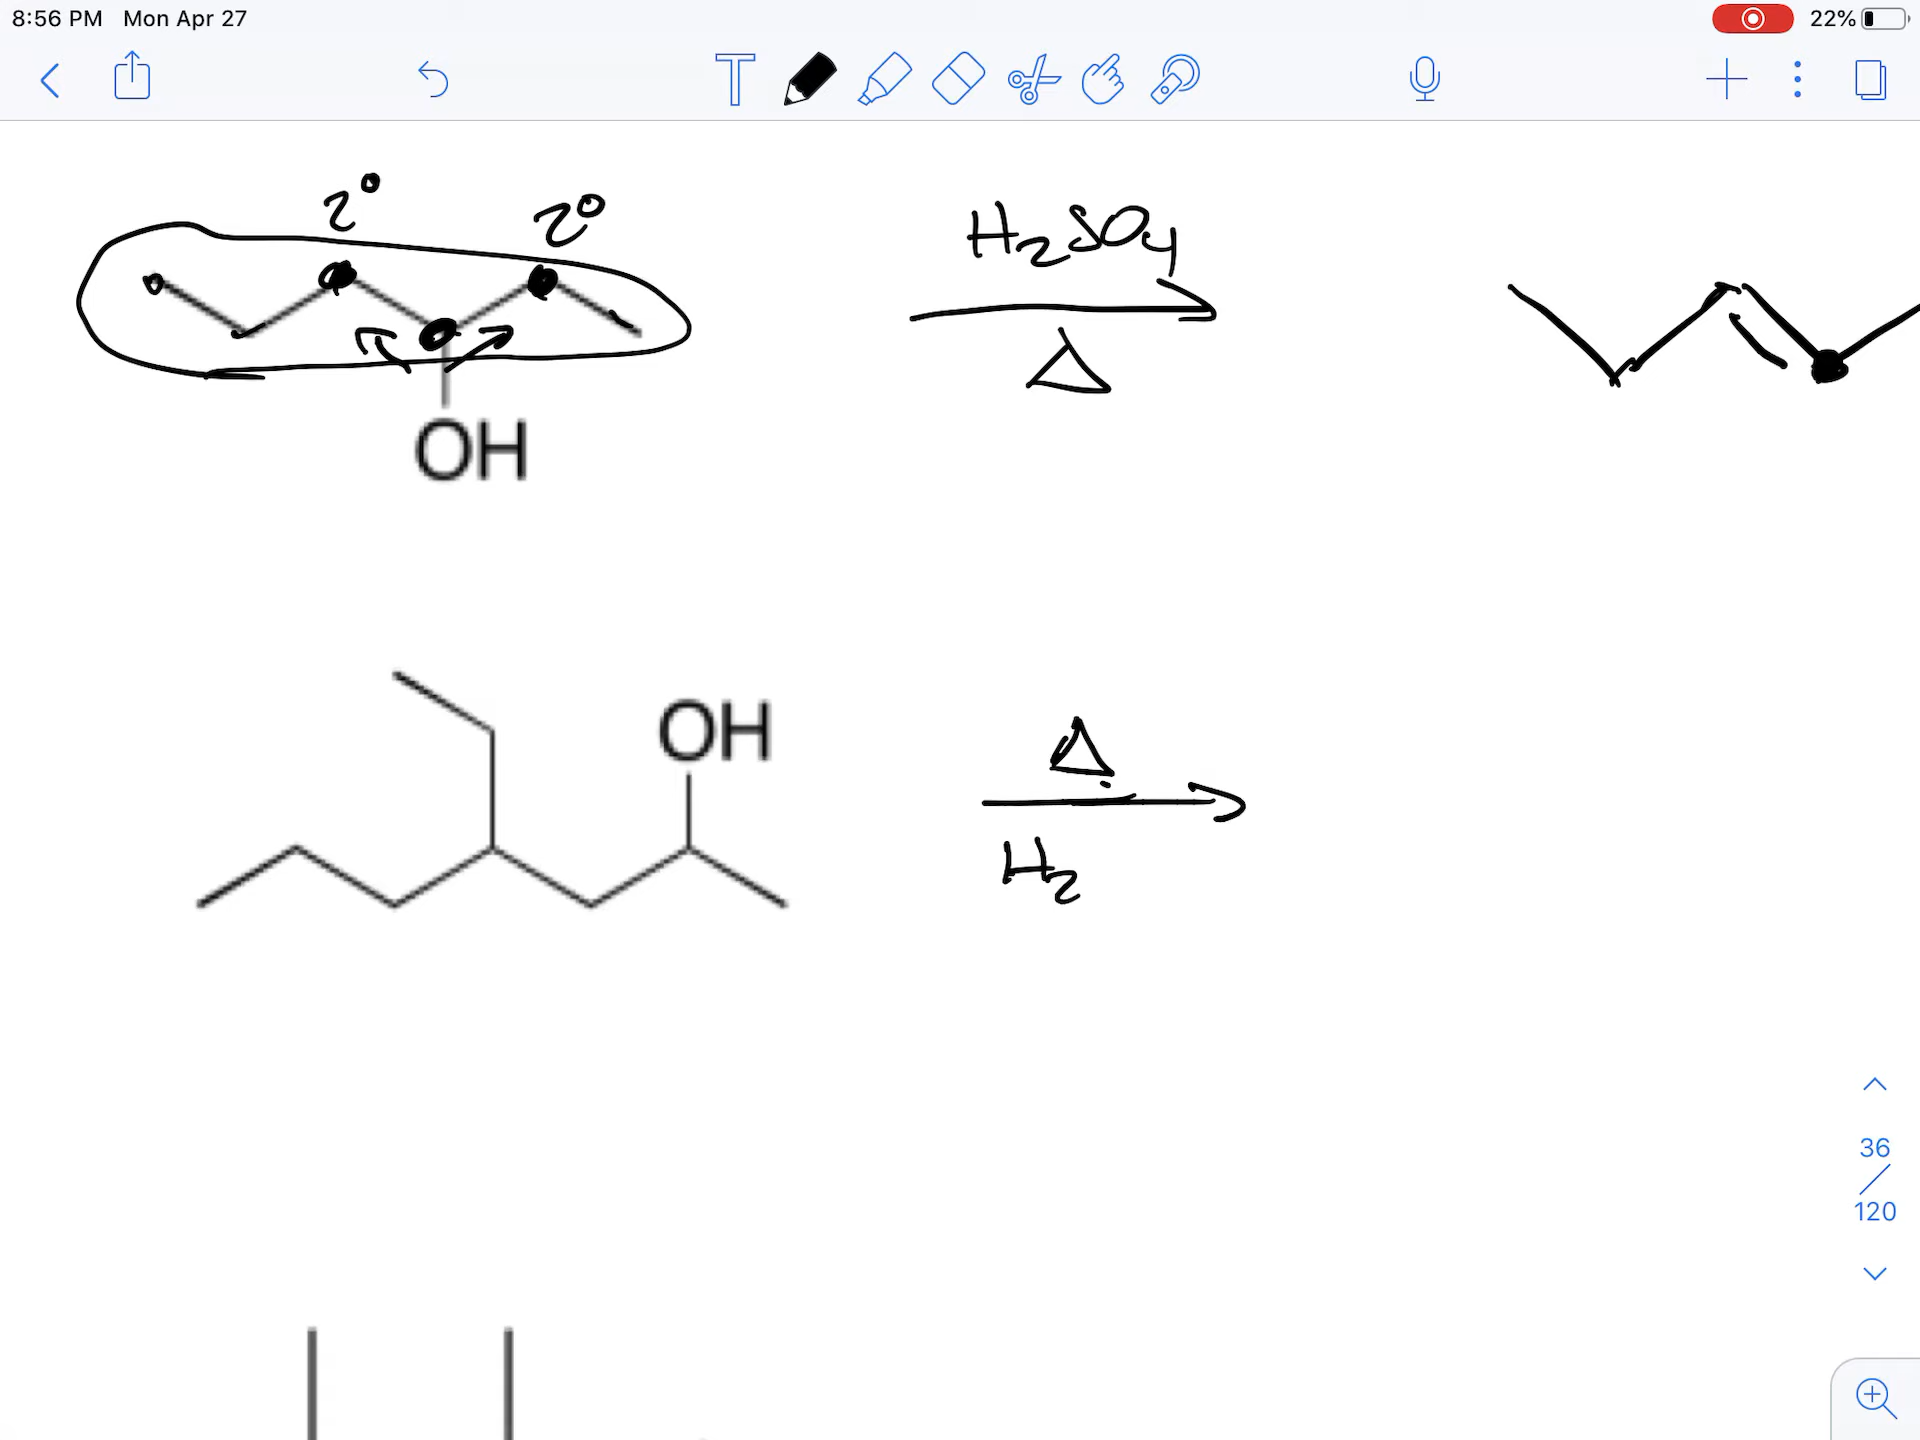 8:56 PM Mon Apr 27
22%
T
2° 2°
H₂SO₄
Δ
OH
OH
Δ
H₂
36
/
120